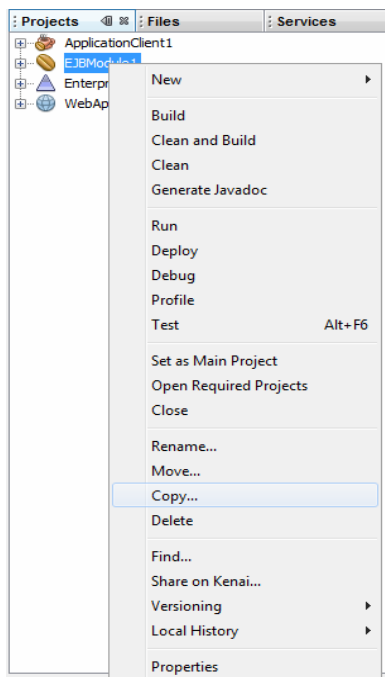 Projects
Files
Services
ApplicationClient1
EJBModule1
Enterpr
WebAp
New
Build
Clean and Build
Clean
Generate Javadoc
Run
Deploy
Debug
Profile
Test Alt+F6
Set as Main Project
Open Required Projects
Close
Rename...
Move...
Copy...
Delete
Find...
Share on Kenai...
Versioning
Local History
Properties